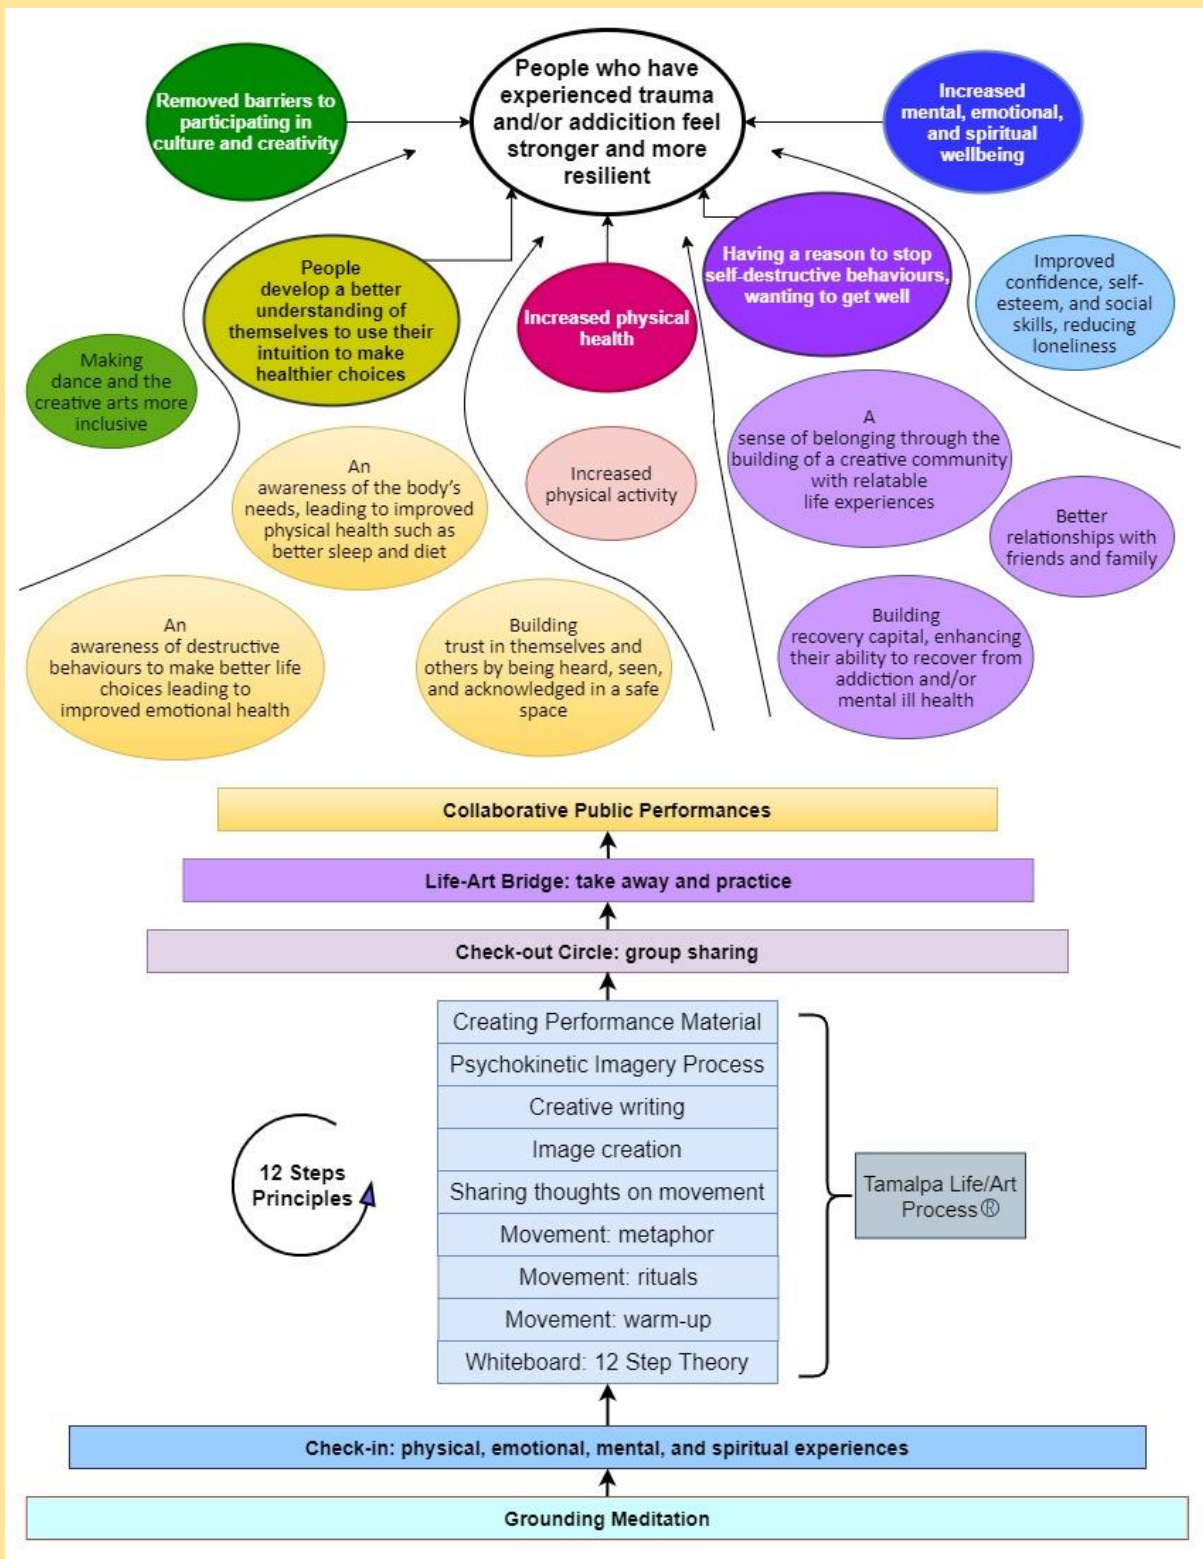 People who have
experienced trauma
and/or addicition feel
stronger and more
resilient
Removed barriers to
participating in
culture and creativity
Increased
mental, emotional,
and spiritual
wellbeing
People
develop a better
understanding of
themselves to use their
intuition to make
healthier choices
Increased physical
health
Having a reason to stop
self-destructive behaviours,
wanting to get well
Improved
confidence, self-
esteem, and social
skills, reducing
loneliness
Making
dance and the
creative arts more
inclusive
An
awareness of the body's
needs, leading to improved
physical health such as
better sleep and diet
Increased
physical activity
A
sense of belonging through the
building of a creative community
with relatable
life experiences
Better
relationships with
friends and family
An
awareness of destructive
behaviours to make better life
choices leading to
improved emotional health
Building
trust in themselves and
others by being heard, seen,
and acknowledged in a safe
space
Building
recovery capital, enhancing
their ability to recover from
addiction and/or
mental ill health
Collaborative Public Performances
Life-Art Bridge: take away and practice
Check-out Circle: group sharing
Creating Performance Material
Psychokinetic Imagery Process
Creative writing
Image creation
Sharing thoughts on movement
Movement: metaphor
Movement: rituals
Movement: warm-up
Whiteboard: 12 Step Theory
12 Steps
Principles
Tamalpa Life/Art
Process®
Check-in: physical, emotional, mental, and spiritual experiences
Grounding Meditation